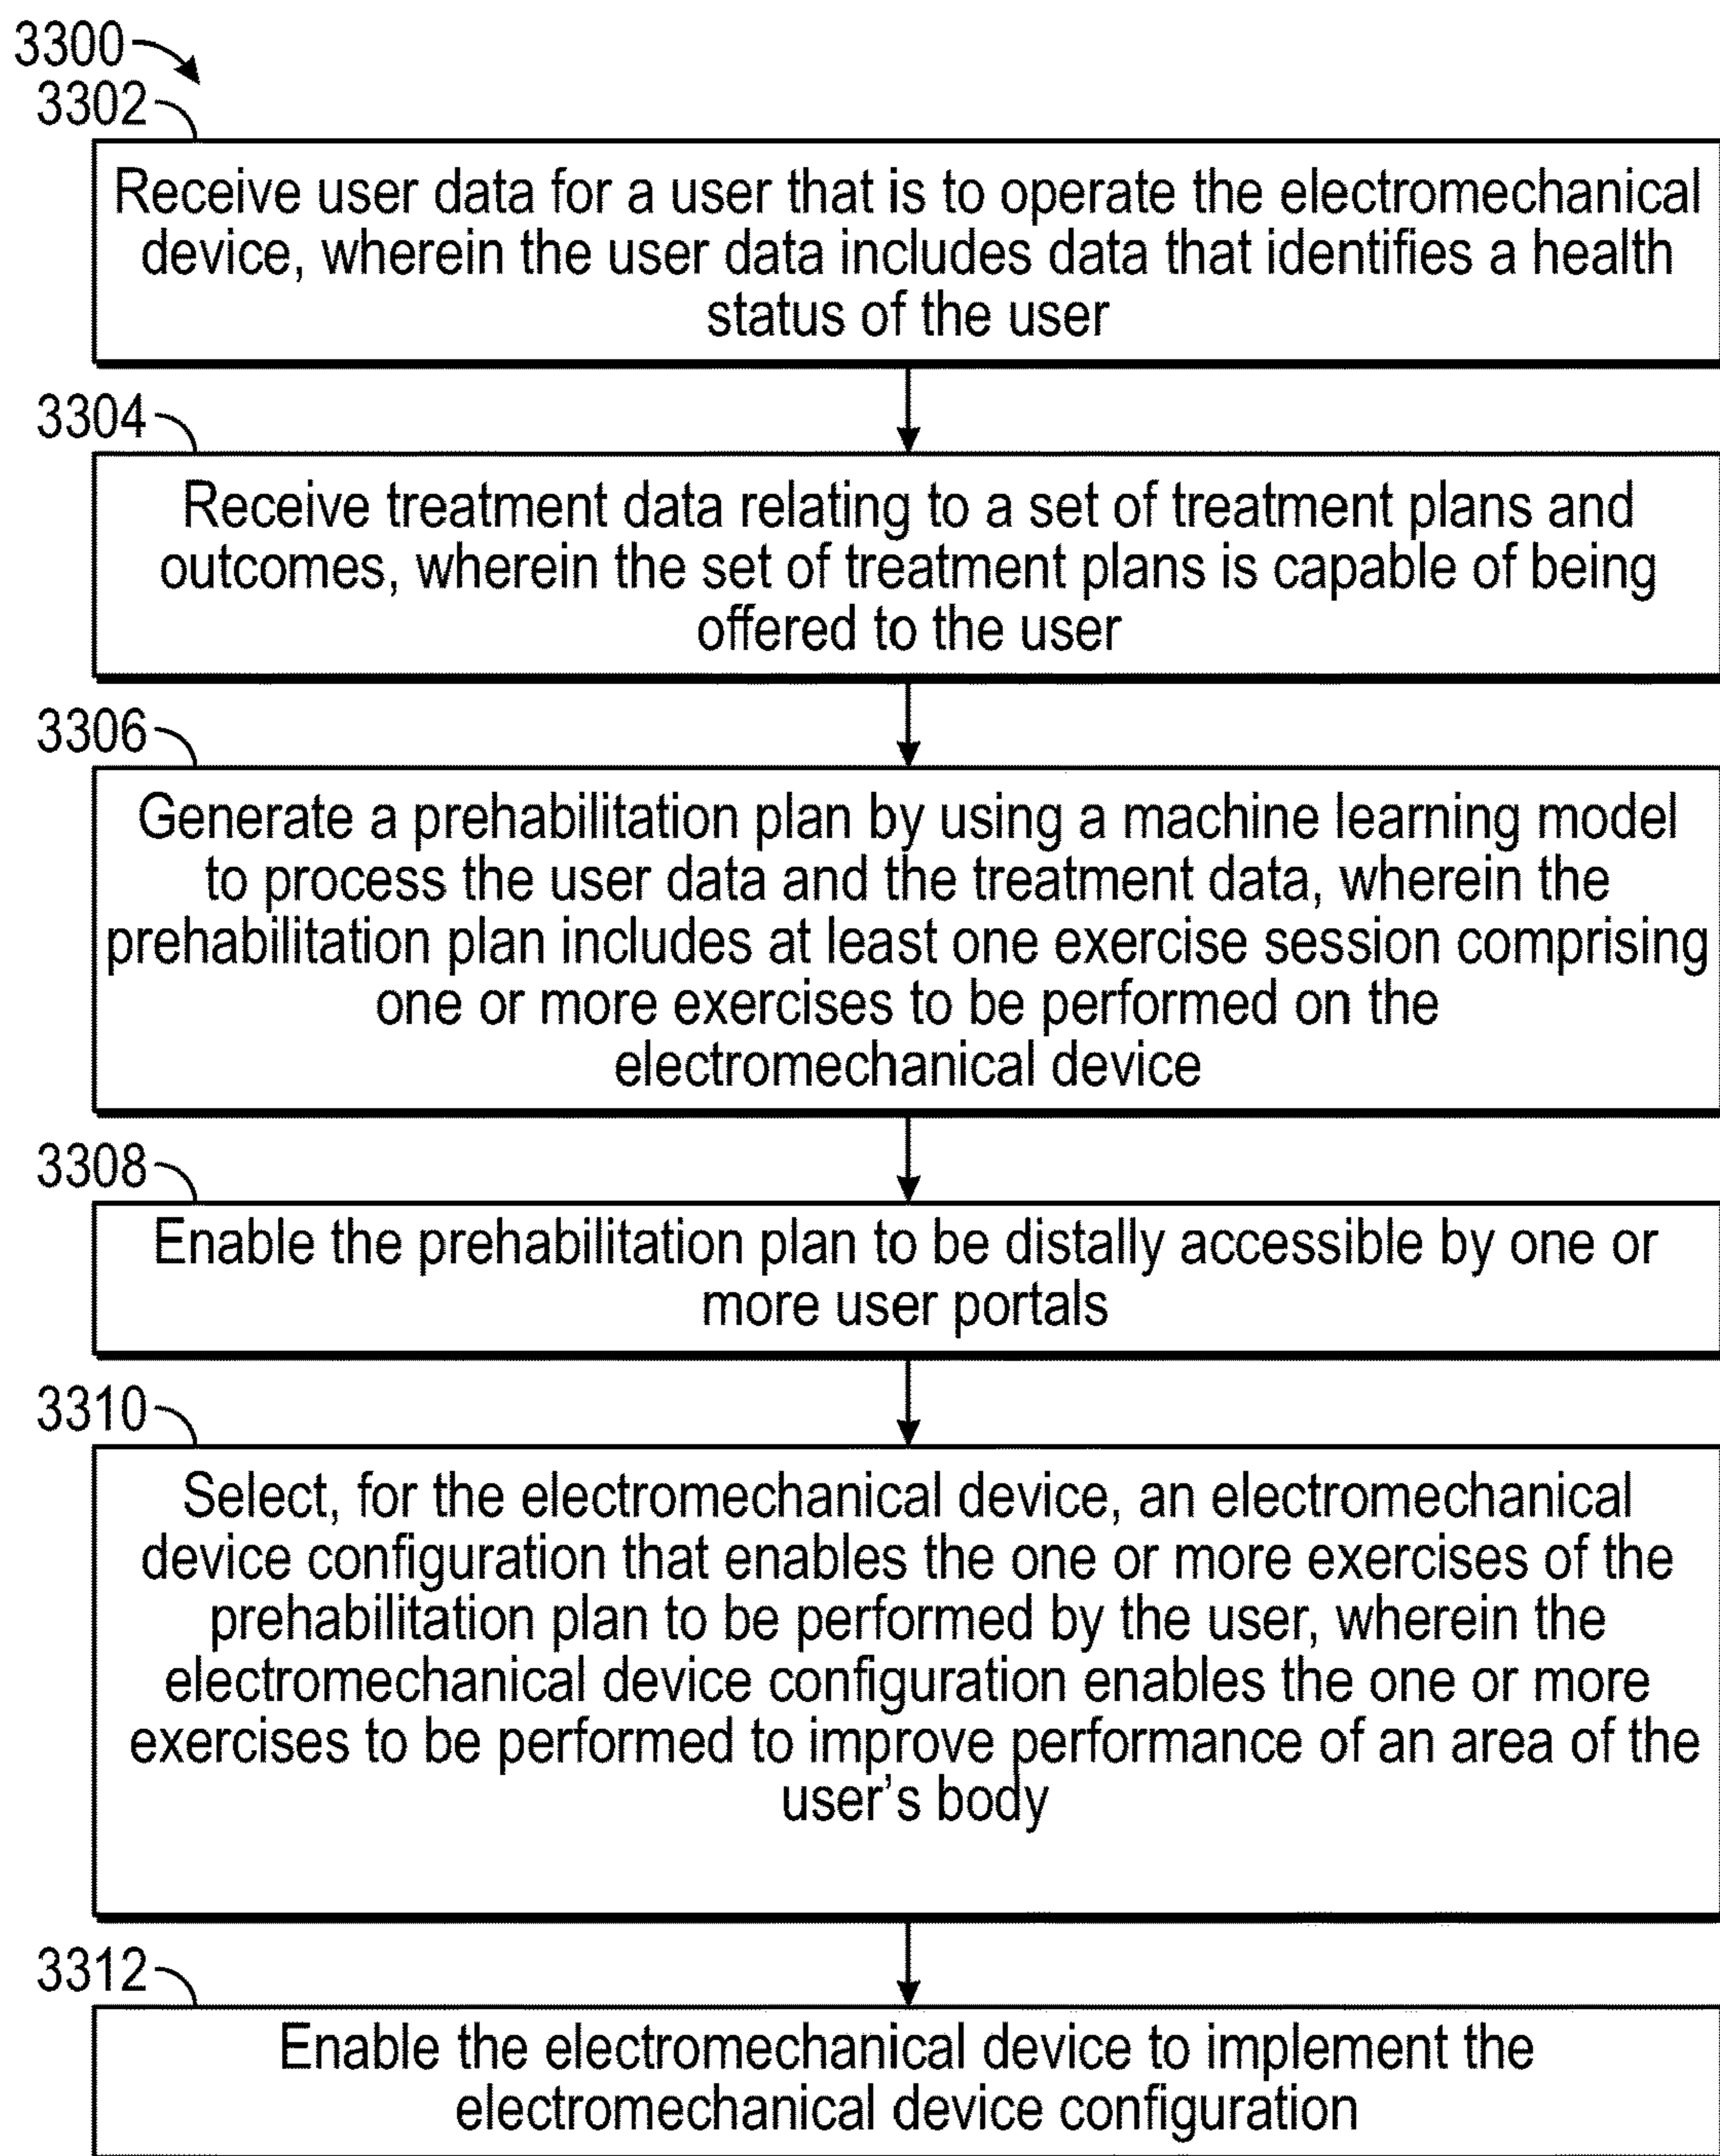 3300
3302
Receive user data for a user that is to operate the electromechanical
device, wherein the user data includes data that identifies a health
status of the user
3304
Receive treatment data relating to a set of treatment plans and
outcomes, wherein the set of treatment plans is capable of being
offered to the user
3306
Generate a prehabilitation plan by using a machine learning model
to process the user data and the treatment data, wherein the
prehabilitation plan includes at least one exercise session comprising
one or more exercises to be performed on the
electromechanical device
3308
Enable the prehabilitation plan to be distally accessible by one or
more user portals
3310
Select, for the electromechanical device, an electromechanical
device configuration that enables the one or more exercises of the
prehabilitation plan to be performed by the user, wherein the
electromechanical device configuration enables the one or more
exercises to be performed to improve performance of an area of the
user's body
3312
Enable the electromechanical device to implement the
electromechanical device configuration